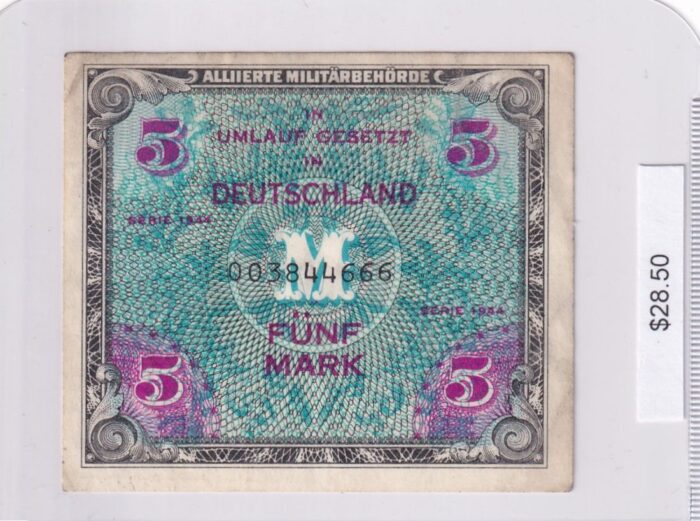 ALLIIERTE MILITÄRBEHÖRDE
5 5
IN
UMLAUF GESETZT
IN
DEUTSCHLAND
SERIE 1944
M
003844666
SERIE 1944
FÜNF
MARK
5 5
$28.50